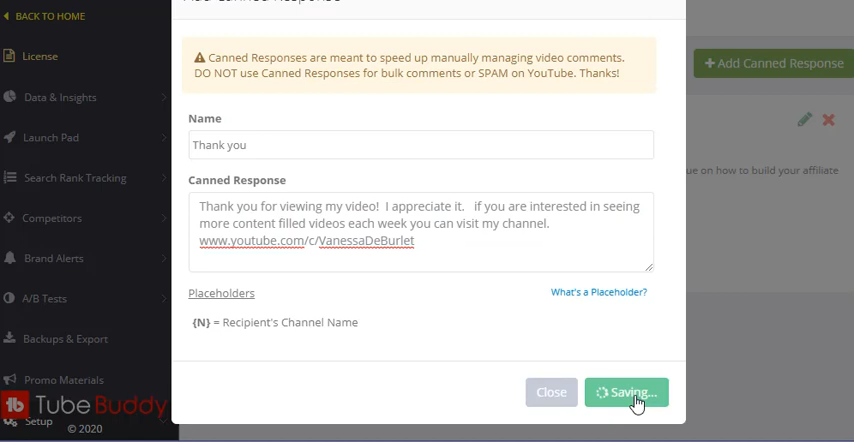 Add Canned Response
BACK TO HOME
License
Data & Insights
Launch Pad
Search Rank Tracking
Competitors
Brand Alerts
A/B Tests
Backups & Export
Promo Materials
Setup
TubeBuddy
© 2020
Canned Responses are meant to speed up manually managing video comments.
DO NOT use Canned Responses for bulk comments or SPAM on YouTube. Thanks!
Name
Thank you
Canned Response
Thank you for viewing my video!  I appreciate it.   if you are interested in seeing
more content filled videos each week you can visit my channel.
www.youtube.com/c/VanessaDeBurlet
Placeholders
What's a Placeholder?
{N} = Recipient's Channel Name
Close
Saving...
+ Add Canned Response
ue on how to build your affiliate